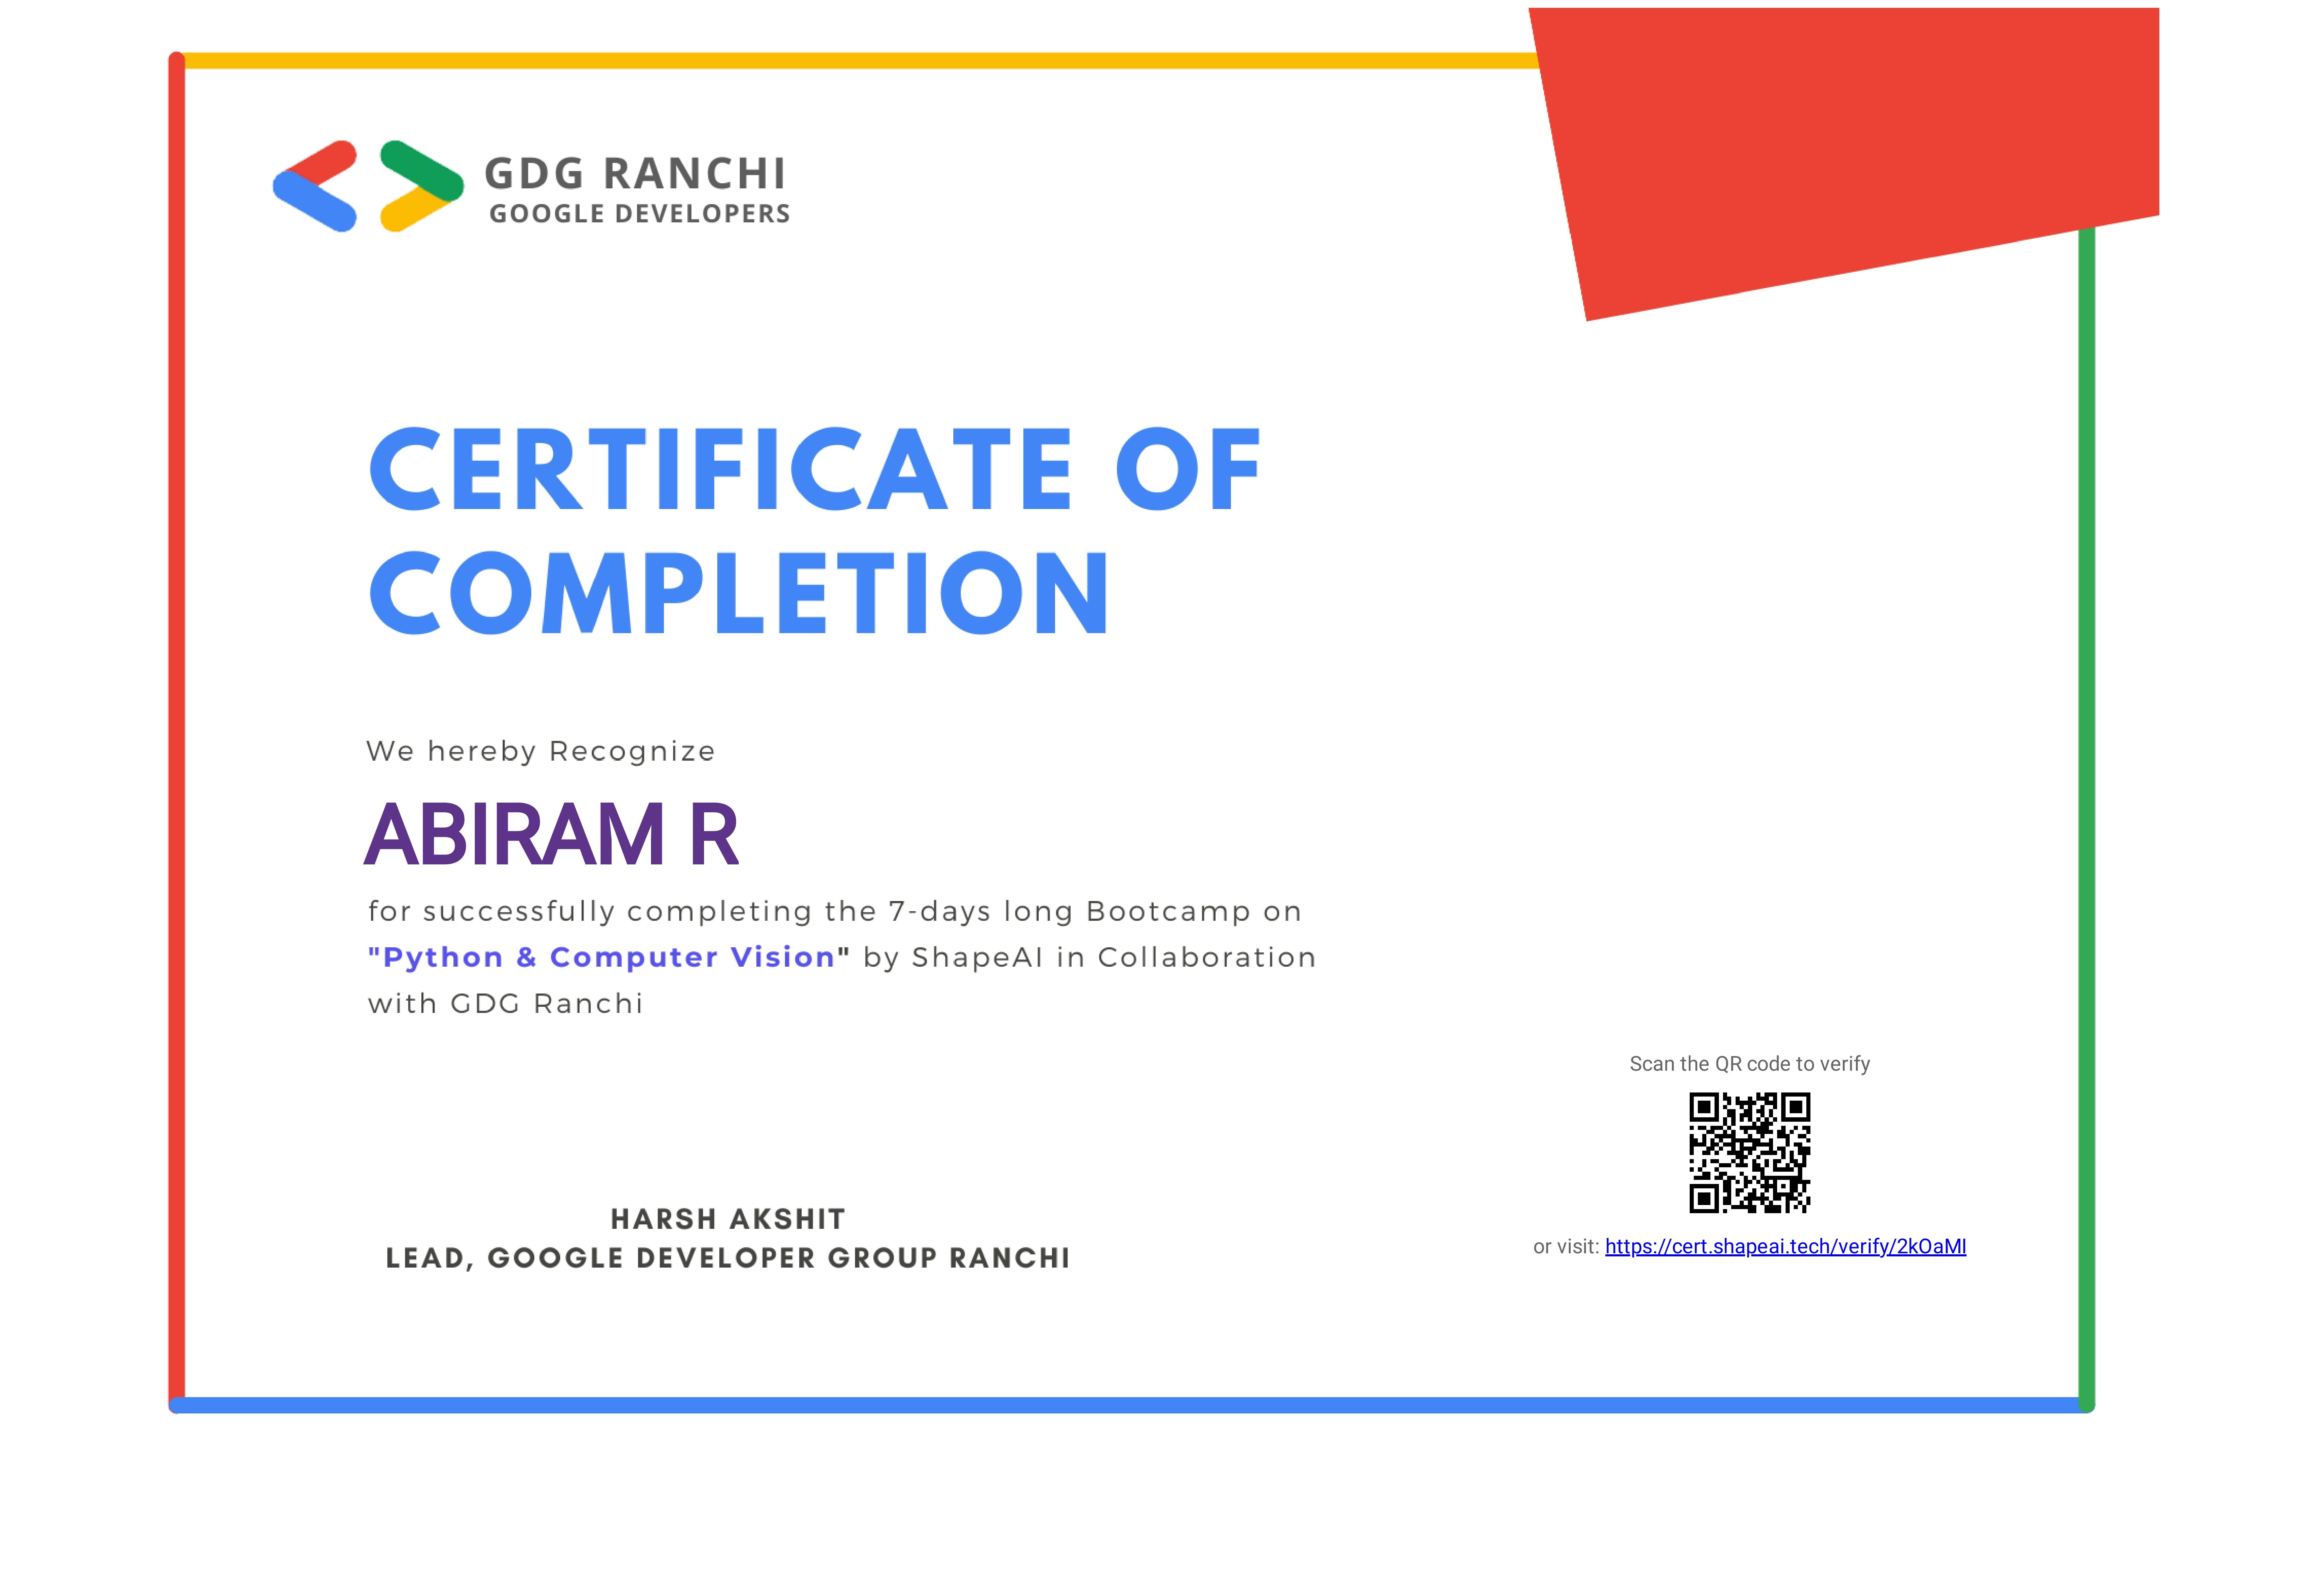 GDG RANCHI
GOOGLE DEVELOPERS
CERTIFICATE OF
COMPLETION
We hereby Recognize
ABIRAM R
for successfully completing the 7-days long Bootcamp on
"Python & Computer Vision" by ShapeAI in Collaboration
with GDG Ranchi
Scan the QR code to verify
or visit: https://cert.shapeai.tech/verify/2kOaMI
HARSH AKSHIT
LEAD, GOOGLE DEVELOPER GROUP RANCHI